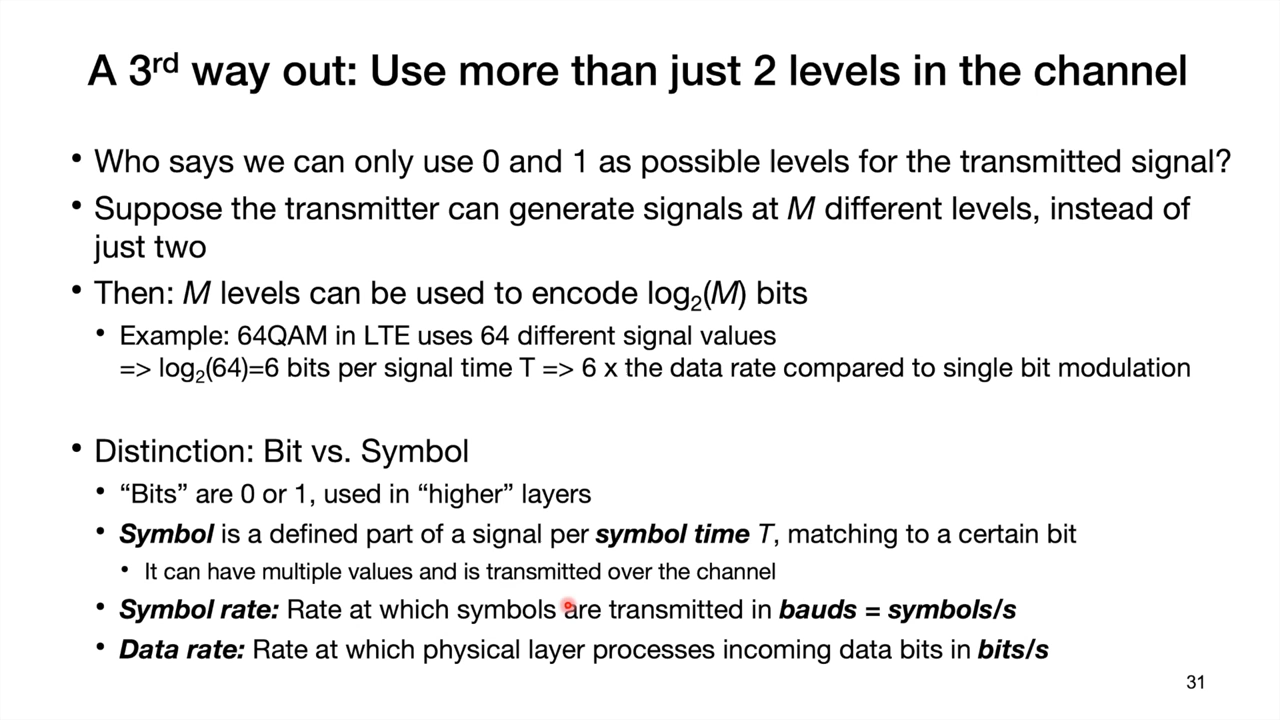 A 3rd way out: Use more than just 2 levels in the channel
• Who says we can only use 0 and 1 as possible levels for the transmitted signal?
• Suppose the transmitter can generate signals at M different levels, instead of
just two
• Then: M levels can be used to encode log2(M) bits
• Example: 64QAM in LTE uses 64 different signal values
=> log2(64)=6 bits per signal time T => 6 x the data rate compared to single bit modulation
• Distinction: Bit vs. Symbol
• “Bits” are 0 or 1, used in “higher” layers
• Symbol is a defined part of a signal per symbol time T, matching to a certain bit
• It can have multiple values and is transmitted over the channel
• Symbol rate: Rate at which symbols are transmitted in bauds = symbols/s
• Data rate: Rate at which physical layer processes incoming data bits in bits/s
31